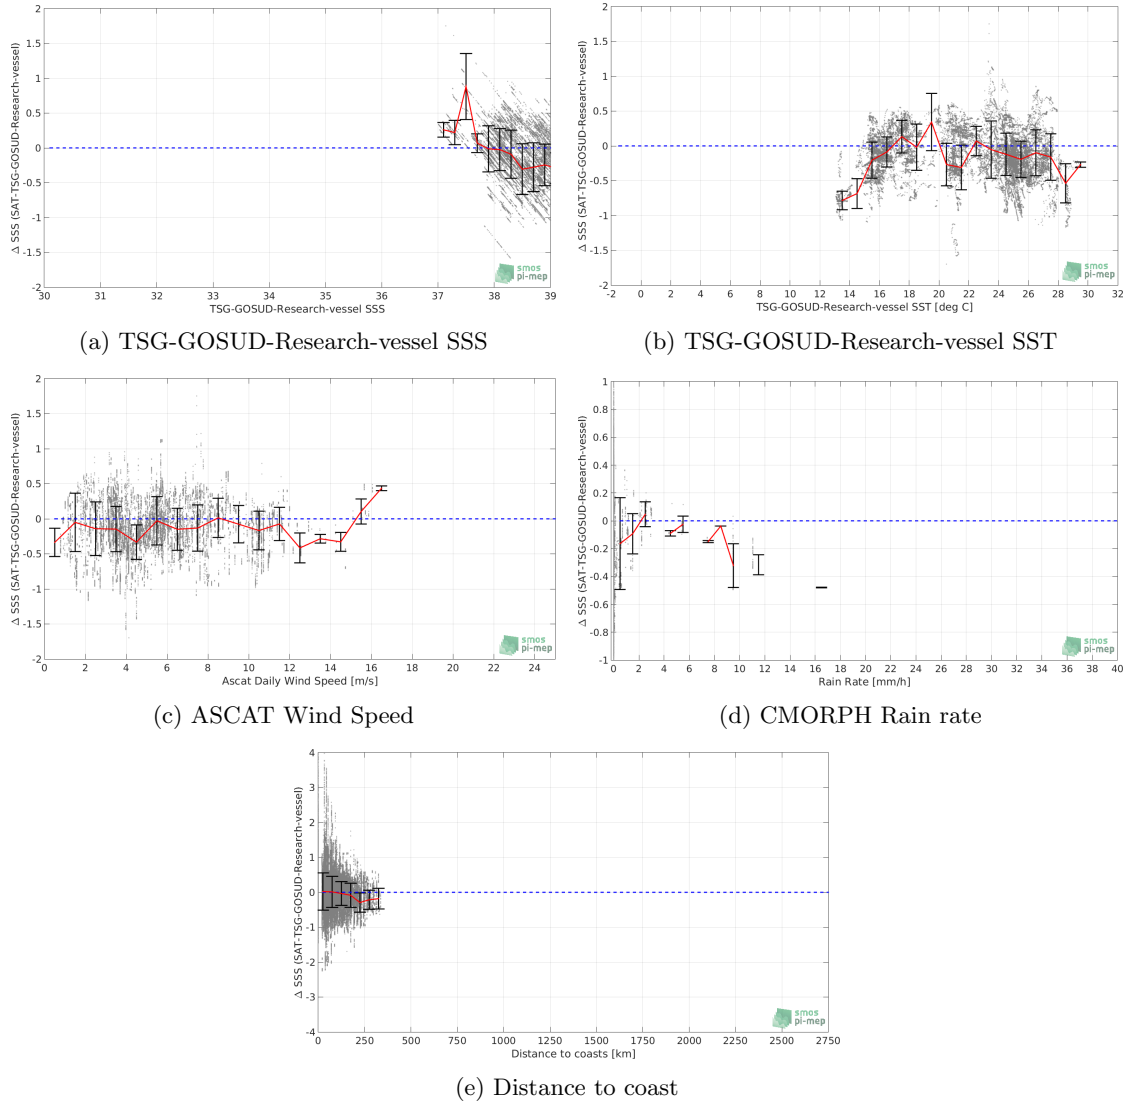 Δ SSS (SAT-TSG-GOSUD-Research-vessel)
2
1.5
1
0.5
0
-0.5
-1
-1.5
-2
30 31 32 33 34 35 36 37 38 39
TSG-GOSUD-Research-vessel SSS
smos
pi-mep
(a) TSG-GOSUD-Research-vessel SSS
Δ SSS (SAT-TSG-GOSUD-Research-vessel)
2
1.5
1
0.5
0
-0.5
-1
-1.5
-2
-2 0 2 4 6 8 10 12 14 16 18 20 22 24 26 28 30 32
TSG-GOSUD-Research-vessel SST [deg C]
smos
pi-mep
(b) TSG-GOSUD-Research-vessel SST
Δ SSS (SAT-TSG-GOSUD-Research-vessel)
2
1.5
1
0.5
0
-0.5
-1
-1.5
-2
0 2 4 6 8 10 12 14 16 18 20 22 24
Ascat Daily Wind Speed [m/s]
smos
pi-mep
(c) ASCAT Wind Speed
Δ SSS (SAT-TSG-GOSUD-Research-vessel)
1
0.8
0.6
0.4
0.2
0
-0.2
-0.4
-0.6
-0.8
-1
0 2 4 6 8 10 12 14 16 18 20 22 24 26 28 30 32 34 36 38 40
Rain Rate [mm/h]
smos
pi-mep
(d) CMORPH Rain rate
Δ SSS (SAT-TSG-GOSUD-Research-vessel)
4
3
2
1
0
-1
-2
-3
-4
0 250 500 750 1000 1250 1500 1750 2000 2250 2500 2750
Distance to coasts [km]
smos
pi-mep
(e) Distance to coast